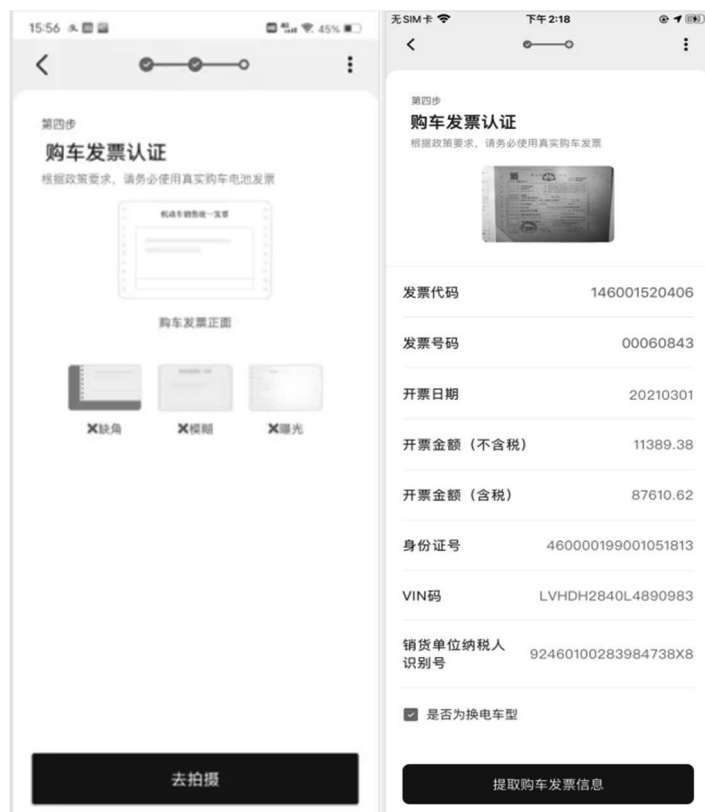 15:56
45%
第四步
购车发票认证
根据政策要求，请务必使用真实购车电池发票
机动车销售统一发票
购车发票正面
缺角
模糊
曝光
去拍摄
无SIM卡
下午2:18
第四步
购车发票认证
根据政策要求，请务必使用真实购车发票
发票代码 146001520406
发票号码 00060843
开票日期 20210301
开票金额（不含税） 11389.38
开票金额（含税） 87610.62
身份证号 460000199001051813
VIN码 LVHDH2840L4890983
销货单位纳税人
识别号 92460100283984738X8
是否为换电车型
提取购车发票信息